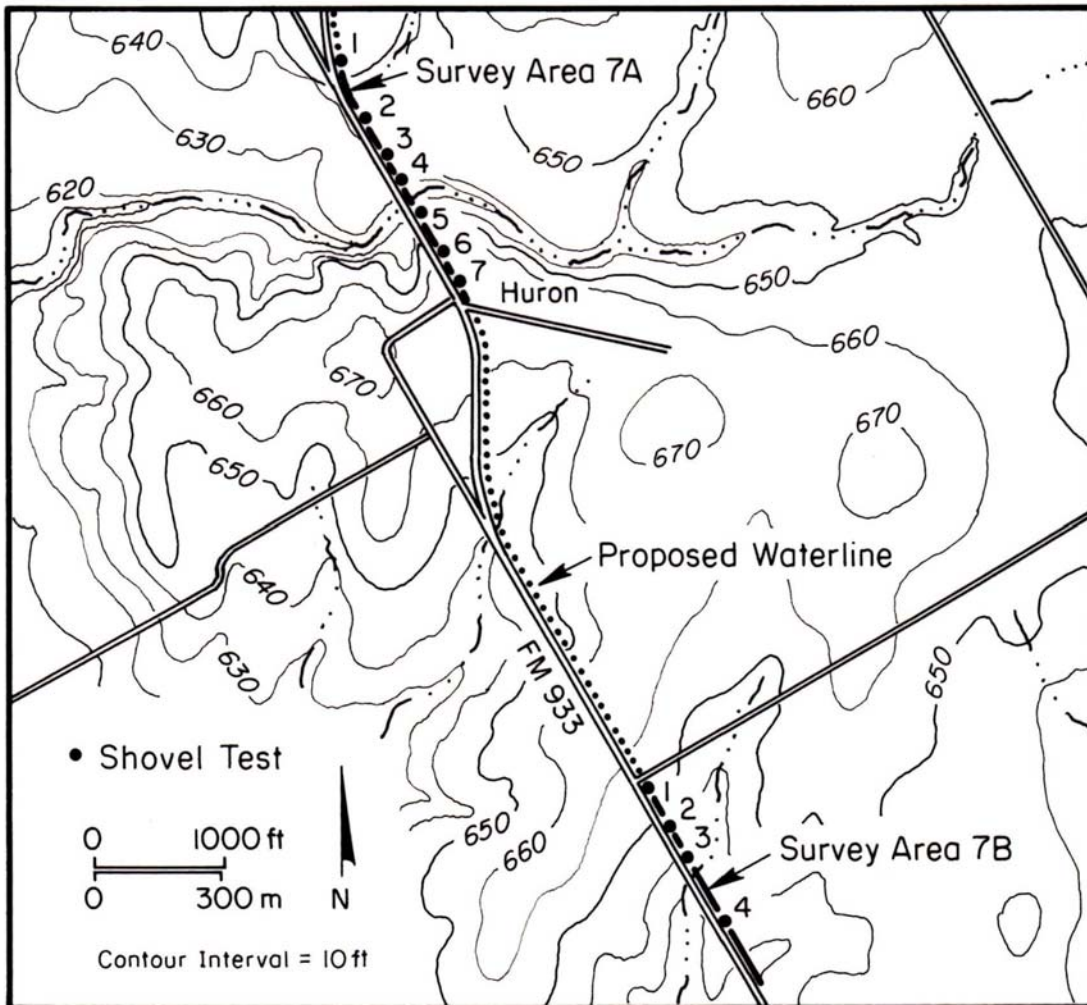 640
1
Survey Area 7A
660
2
630
3
650
4
620
5
6
7
Huron
650
660
670
660
670
670
650
Proposed Waterline
640
FM 933
630
650
Shovel Test
1
2
0 1000 ft
650
3
Survey Area 7B
660
0 300 m
N
4
Contour Interval = 10 ft